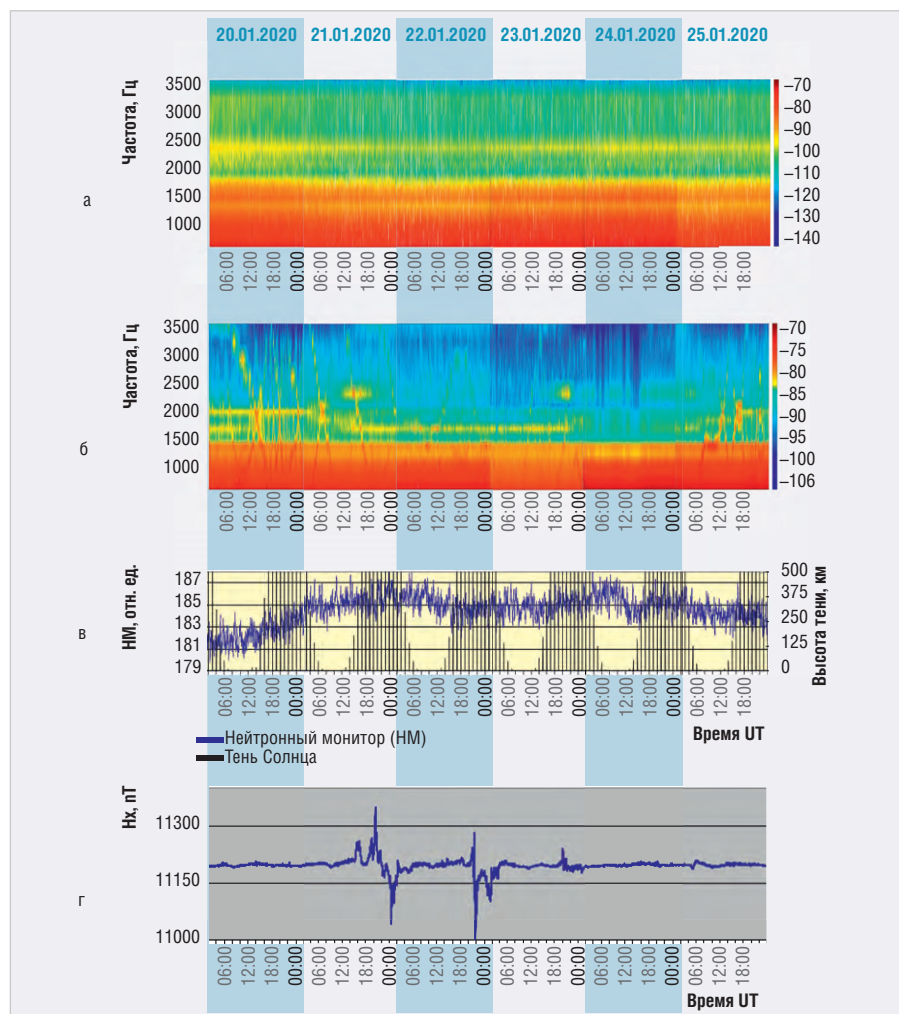 20.01.2020 21.01.2020 22.01.2020 23.01.2020 24.01.2020 25.01.2020
а
Частота, Гц
3500
3000
2500
2000
1500
1000
–70
–80
–90
–100
–110
–120
–130
–140
06:00 12:00 18:00 00:00 06:00 12:00 18:00 00:00 06:00 12:00 18:00 00:00 06:00 12:00 18:00 00:00 06:00 12:00 18:00 00:00 06:00 12:00 18:00
б
Частота, Гц
3500
3000
2500
2000
1500
1000
–70
–75
–80
–85
–90
–95
–100
–106
06:00 12:00 18:00 00:00 06:00 12:00 18:00 00:00 06:00 12:00 18:00 00:00 06:00 12:00 18:00 00:00 06:00 12:00 18:00 00:00 06:00 12:00 18:00
в
НМ, отн. ед.
187
185
183
181
179
500
375
250
125
0
Высота тени, км
06:00 12:00 18:00 00:00 06:00 12:00 18:00 00:00 06:00 12:00 18:00 00:00 06:00 12:00 18:00 00:00 06:00 12:00 18:00 00:00 06:00 12:00 18:00
Время UT
Нейтронный монитор (НМ)
Тень Солнца
г
Нх, пТ
11300
11150
11000
06:00 12:00 18:00 00:00 06:00 12:00 18:00 00:00 06:00 12:00 18:00 00:00 06:00 12:00 18:00 00:00 06:00 12:00 18:00 00:00 06:00 12:00 18:00
Время UT